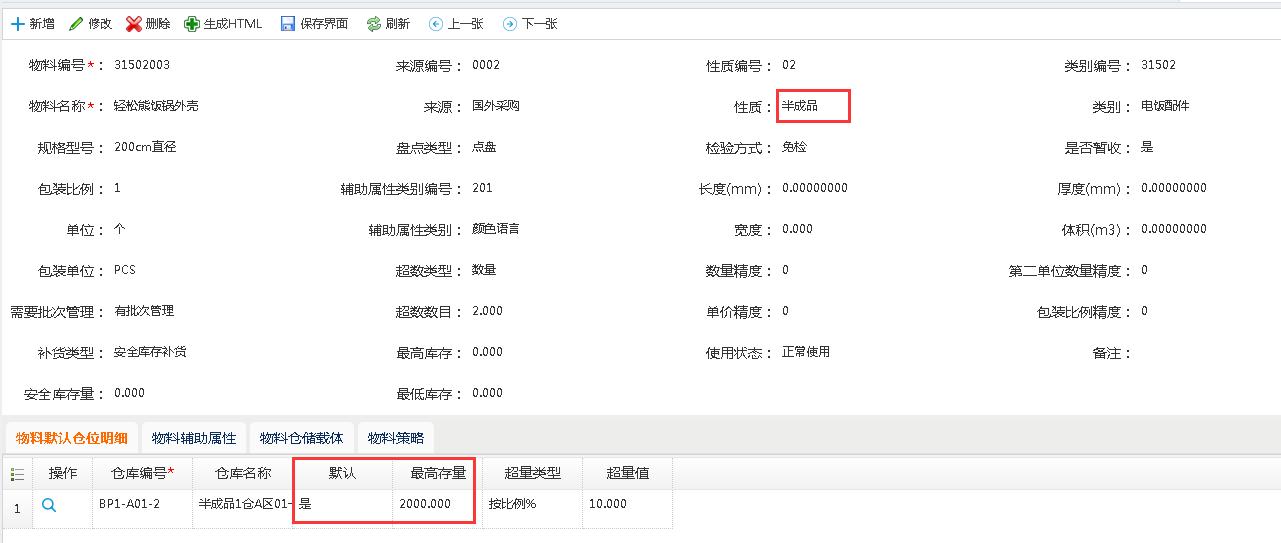 新增 修改 删除 生成HTML 保存界面 刷新 上一张 下一张
物料编号*： 31502003 来源编号： 0002 性质编号： 02 类别编号： 31502
物料名称*： 轻松熊饭锅外壳 来源： 国外采购 性质： 半成品 类别： 电饭配件
规格型号： 200cm直径 盘点类型： 点盘 检验方式： 免检 是否暂收： 是
包装比例： 1 辅助属性类别编号： 201 长度(mm)： 0.00000000 厚度(mm)： 0.00000000
单位： 个 辅助属性类别： 颜色语言 宽度： 0.000 体积(m3)： 0.00000000
包装单位： PCS 超数类型： 数量 数量精度： 0 第二单位数量精度： 0
需要批次管理： 有批次管理 超数数目： 2.000 单价精度： 0 包装比例精度： 0
补货类型： 安全库存补货 最高库存： 0.000 使用状态： 正常使用 备注：
安全库存量： 0.000 最低库存： 0.000
物料默认仓位明细 物料辅助属性 物料仓储载体 物料策略
操作 仓库编号* 仓库名称 默认 最高存量 超量类型 超量值
1 BP1-A01-2 半成品1仓A区01- 是 2000.000 按比例% 10.000